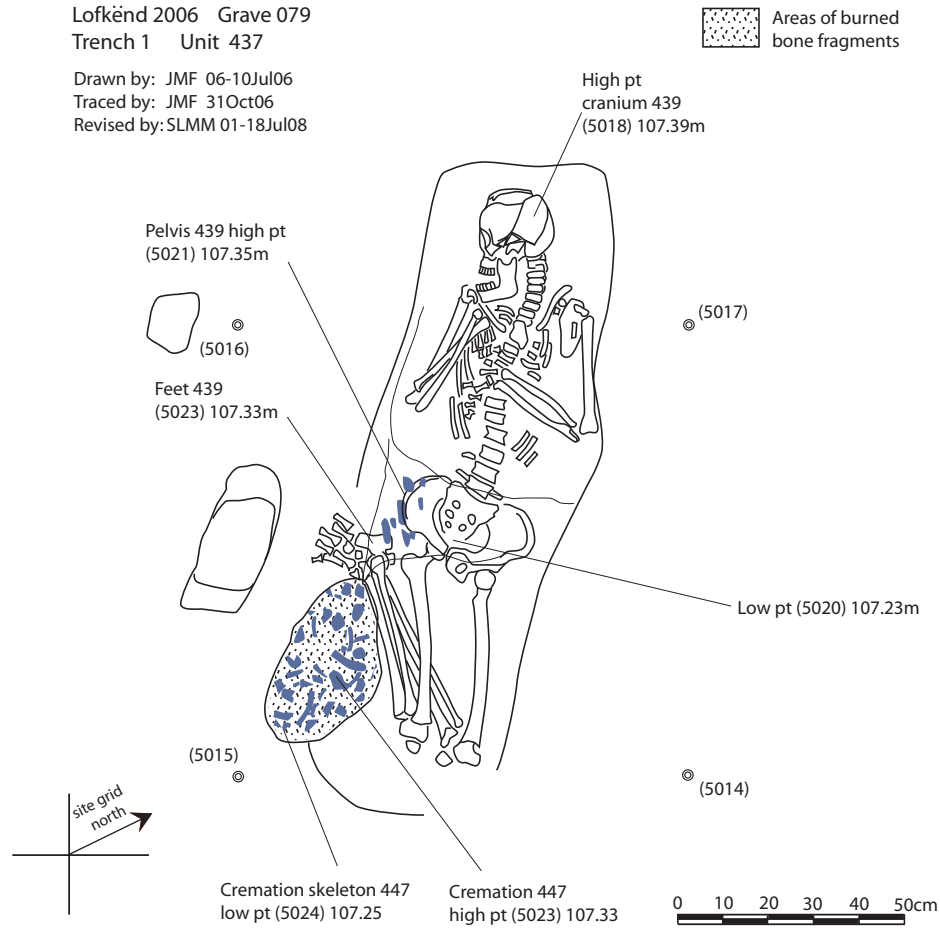 Lofkënd 2006 Grave 079
Trench 1 Unit 437
Drawn by: JMF 06-10Jul06
Traced by: JMF 31Oct06
Revised by: SLMM 01-18Jul08
Areas of burned
bone fragments
High pt
cranium 439
(5018) 107.39m
Pelvis 439 high pt
(5021) 107.35m
(5017)
(5016)
Feet 439
(5023) 107.33m
Low pt (5020) 107.23m
(5015)
(5014)
site grid
north
Cremation skeleton 447
low pt (5024) 107.25
Cremation 447
high pt (5023) 107.33
0 10 20 30 40 50cm